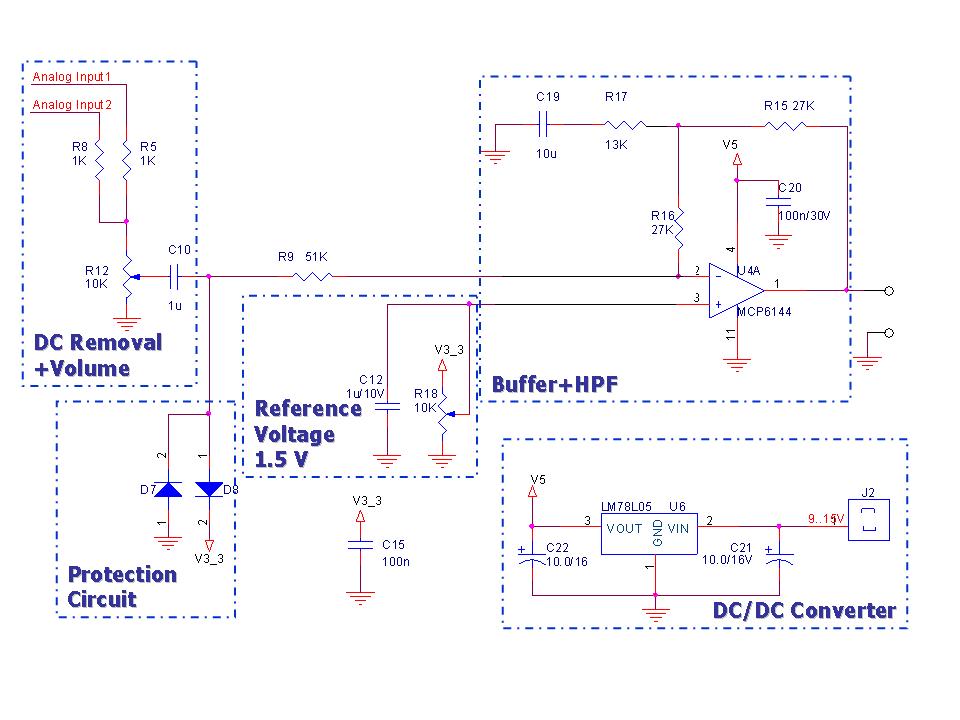 Analog Input1
Analog Input2
R8
1K
R5
1K
R12
10K
C10
1u
DC Removal
+Volume
R9 51K
C19
10u
R17
13K
R15 27K
V5
C20
100n/30V
R16
27K
4
2
3
1
U4A
MCP6144
11
Buffer+HPF
V3_3
C12
1u/10V
R18
10K
Reference
Voltage
1.5 V
2
1
D7
D8
1
2
V3_3
Protection
Circuit
V3_3
C15
100n
V5
LM78L05 U6
3
VOUT
GND
VIN
2
1
C22
10.0/16
C21
10.0/16V
J2
9..15V
1
DC/DC Converter